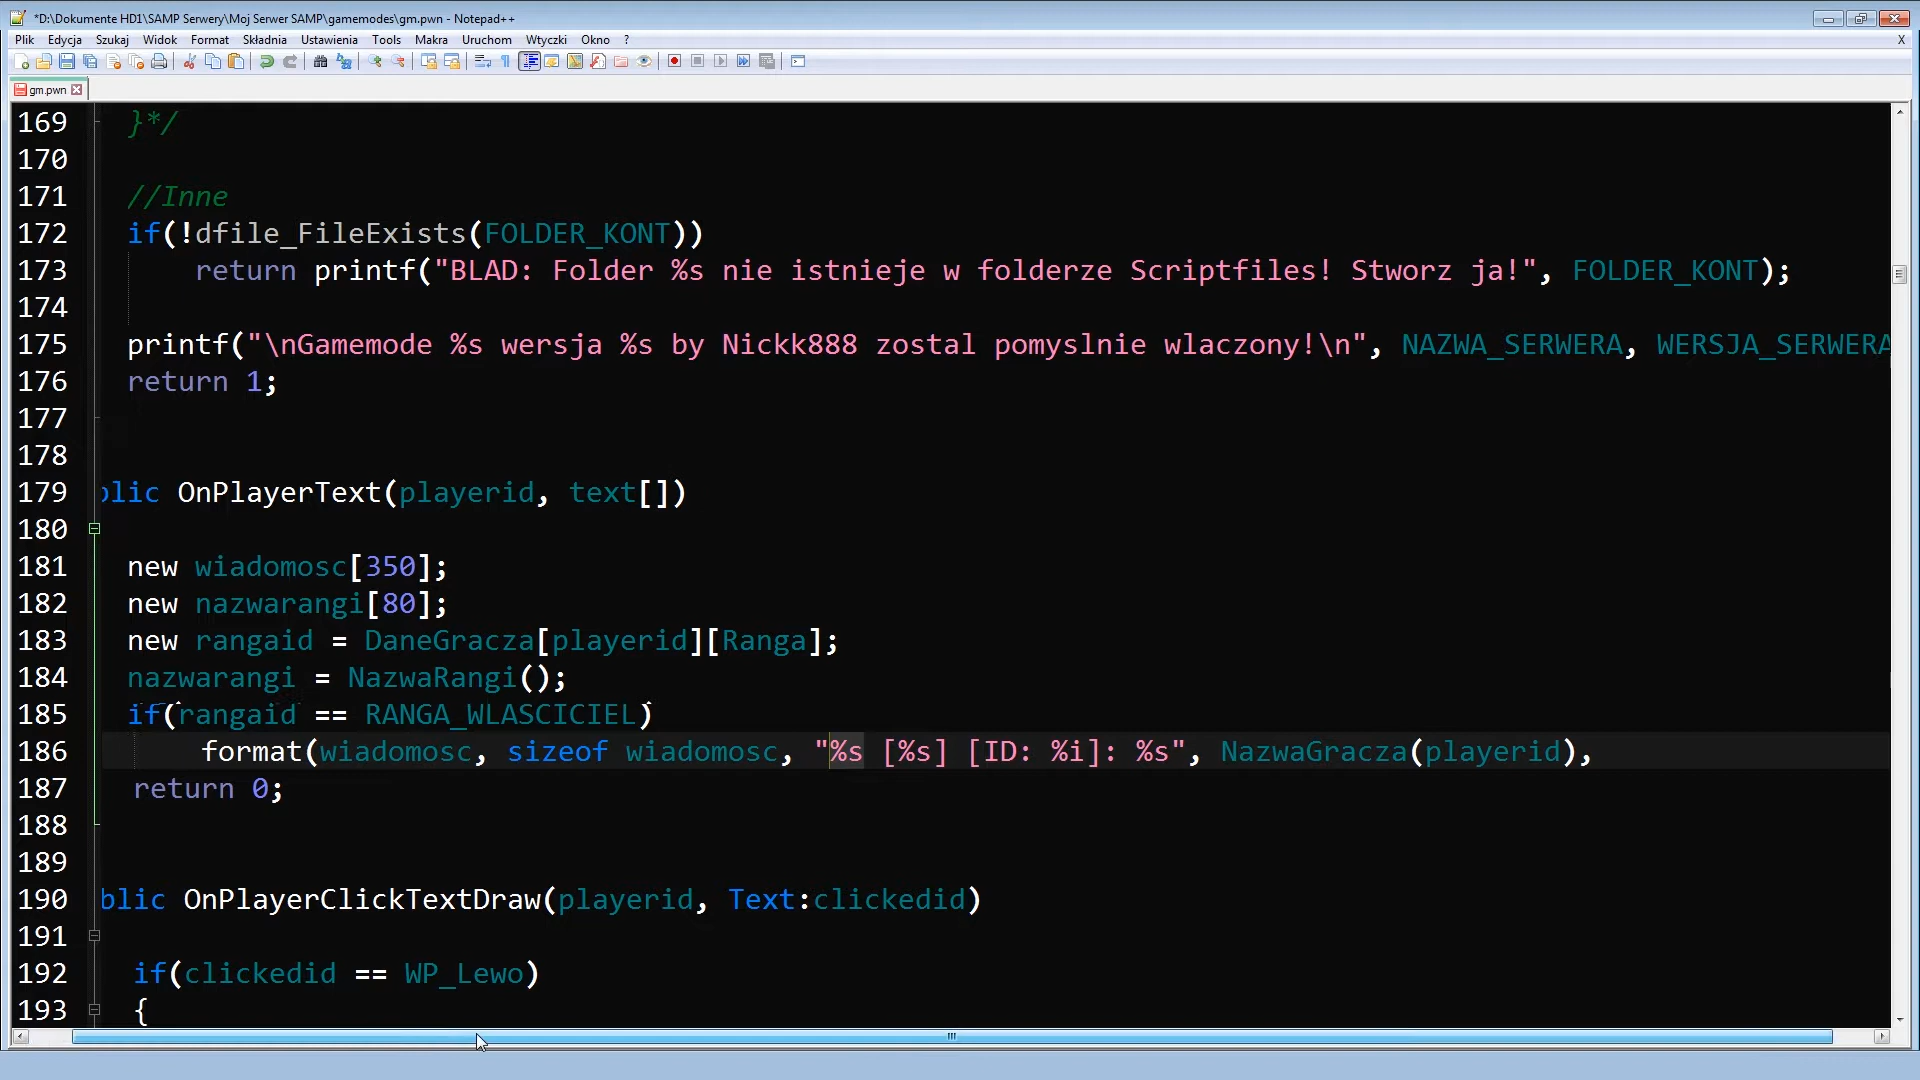 *D:\Dokumente HD1\SAMP Serwery\Moj Serwer SAMP\gamemodes\gm.pwn - Notepad++
Plik Edycja Szukaj Widok Format Składnia Ustawienia Tools Makra Uruchom Wtyczki Okno ? X
gm.pwn
169 }*/
170
171 //Inne
172 if(!dfile_FileExists(FOLDER_KONT))
173 return printf("BLAD: Folder %s nie istnieje w folderze Scriptfiles! Stworz ja!", FOLDER_KONT);
174
175 printf("\nGamemode %s wersja %s by Nickk888 zostal pomyslnie wlaczony!\n", NAZWA_SERWERA, WERSJA_SERWERA
176 return 1;
177
178
179 blic OnPlayerText(playerid, text[])
180
181 new wiadomosc[350];
182 new nazwarangi[80];
183 new rangaid = DaneGracza[playerid][Ranga];
184 nazwarangi = NazwaRangi();
185 if(rangaid == RANGA_WLASCICIEL)
186 format(wiadomosc, sizeof wiadomosc, "%s [%s] [ID: %i]: %s", NazwaGracza(playerid),
187 return 0;
188
189
190 blic OnPlayerClickTextDraw(playerid, Text:clickedid)
191
192 if(clickedid == WP_Lewo)
193 {